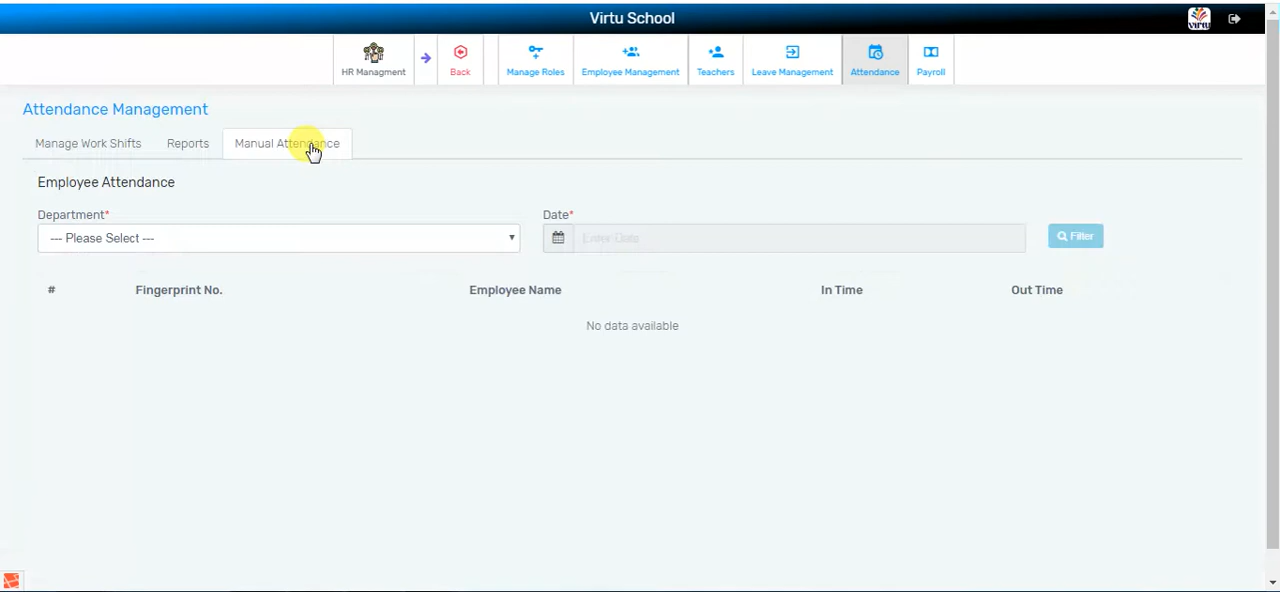 Virtu School
virtu
HR Managment
Back
Manage Roles
Employee Management
Teachers
Leave Management
Attendance
Payroll
Attendance Management
Manage Work Shifts
Reports
Manual Attendance
Employee Attendance
Department*
Date*
--- Please Select ---
Enter Date
Filter
# Fingerprint No. Employee Name In Time Out Time
No data available